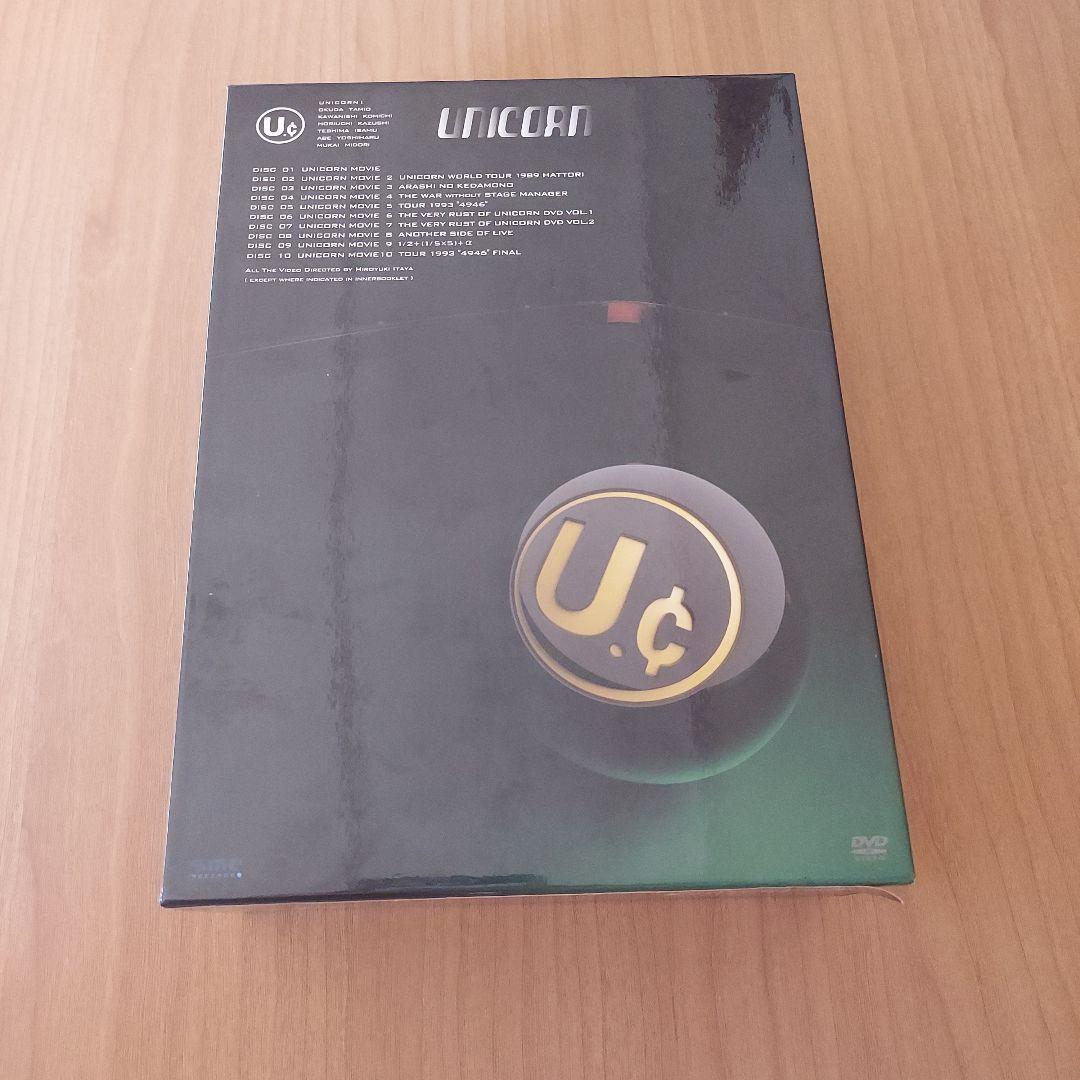 U.¢
UNICORN!
OKUDA TAMIO
KAWANISHI KOHICHI
HORIUCHI KAZUSHI
TESHIMA ISAMU
ABE YOSHIHARU
MUKAI MIDORI
UNICORN
DISC 01 UNICORN MOVIE
DISC 02 UNICORN MOVIE 2 UNICORN WORLD TOUR 1989 HATTORI
DISC 03 UNICORN MOVIE 3 ARASHI NO KEDAMONO
DISC 04 UNICORN MOVIE 4 THE WAR WITHOUT STAGE MANAGER
DISC 05 UNICORN MOVIE 5 TOUR 1993 "4946"
DISC 06 UNICORN MOVIE 6 THE VERY RUST OF UNICORN DVD VOL.1
DISC 07 UNICORN MOVIE 7 THE VERY RUST OF UNICORN DVD VOL.2
DISC 08 UNICORN MOVIE 8 ANOTHER SIDE OF LIVE
DISC 09 UNICORN MOVIE 9 1/2+(1/5×5)+α
DISC 10 UNICORN MOVIE10 TOUR 1993 "4946" FINAL
ALL THE VIDEO DIRECTED BY HIROYUKI ITAYA
( EXCEPT WHERE INDICATED IN INNERBOOKLET )
U.¢
DVD
VIDEO
RECORDS